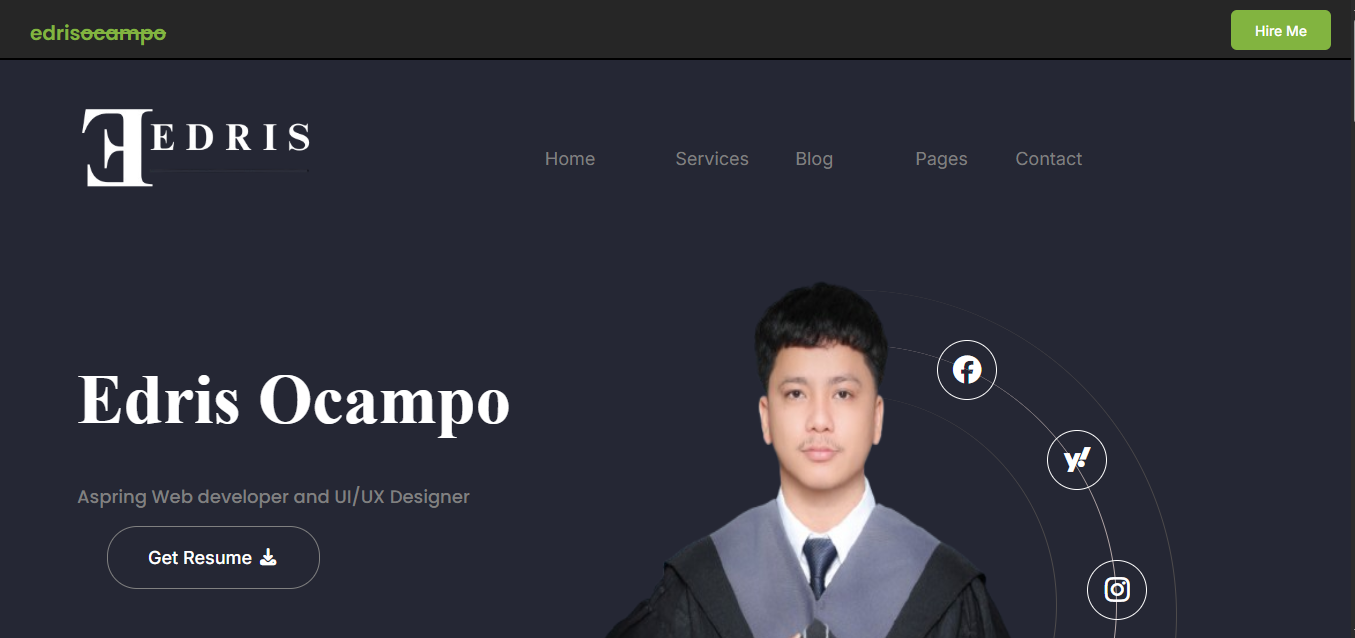 edrisocampo
Hire Me
EDRIS
Home Services Blog Pages Contact
Edris Ocampo
Aspring Web developer and UI/UX Designer
Get Resume